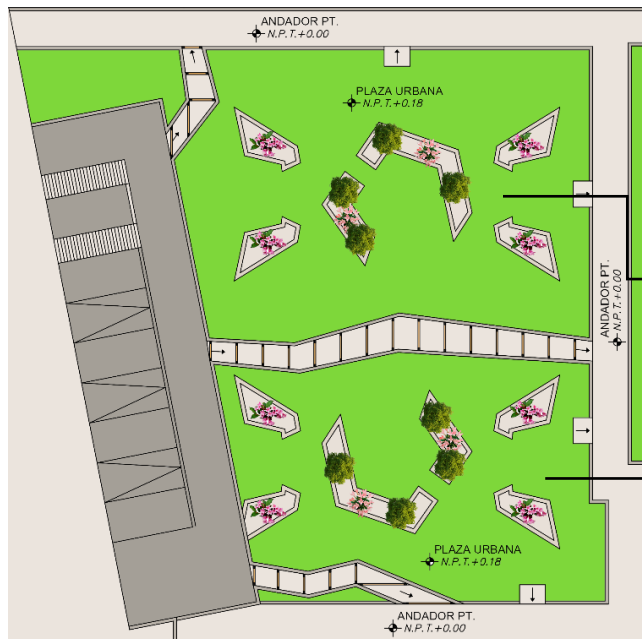 ANDADOR PT.
N.P.T.+0.00
PLAZA URBANA
N.P.T.+0.18
ANDADOR PT.
N.P.T.+0.00
PLAZA URBANA
N.P.T.+0.18
ANDADOR PT.
N.P.T.+0.00